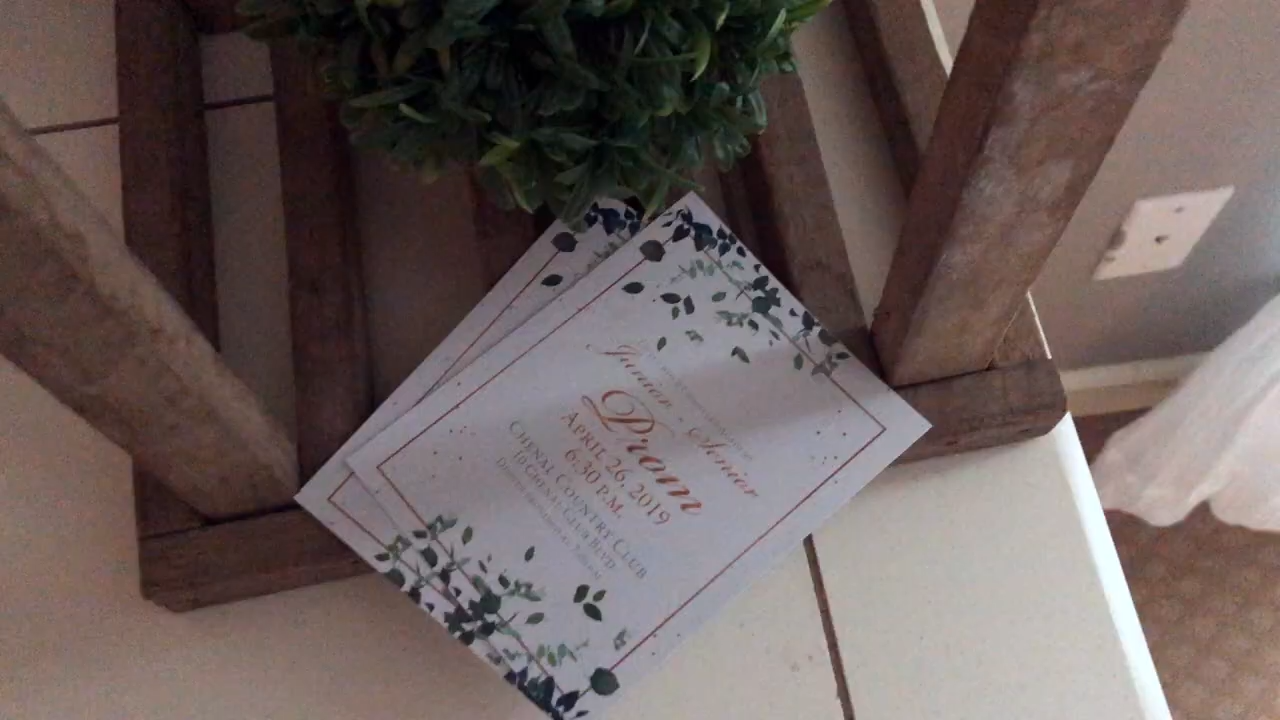 Junior - Senior
Prom
APRIL 26, 2019
6:30 P.M.
CHENAL COUNTRY CLUB
10 CHENAL CLUB BLVD